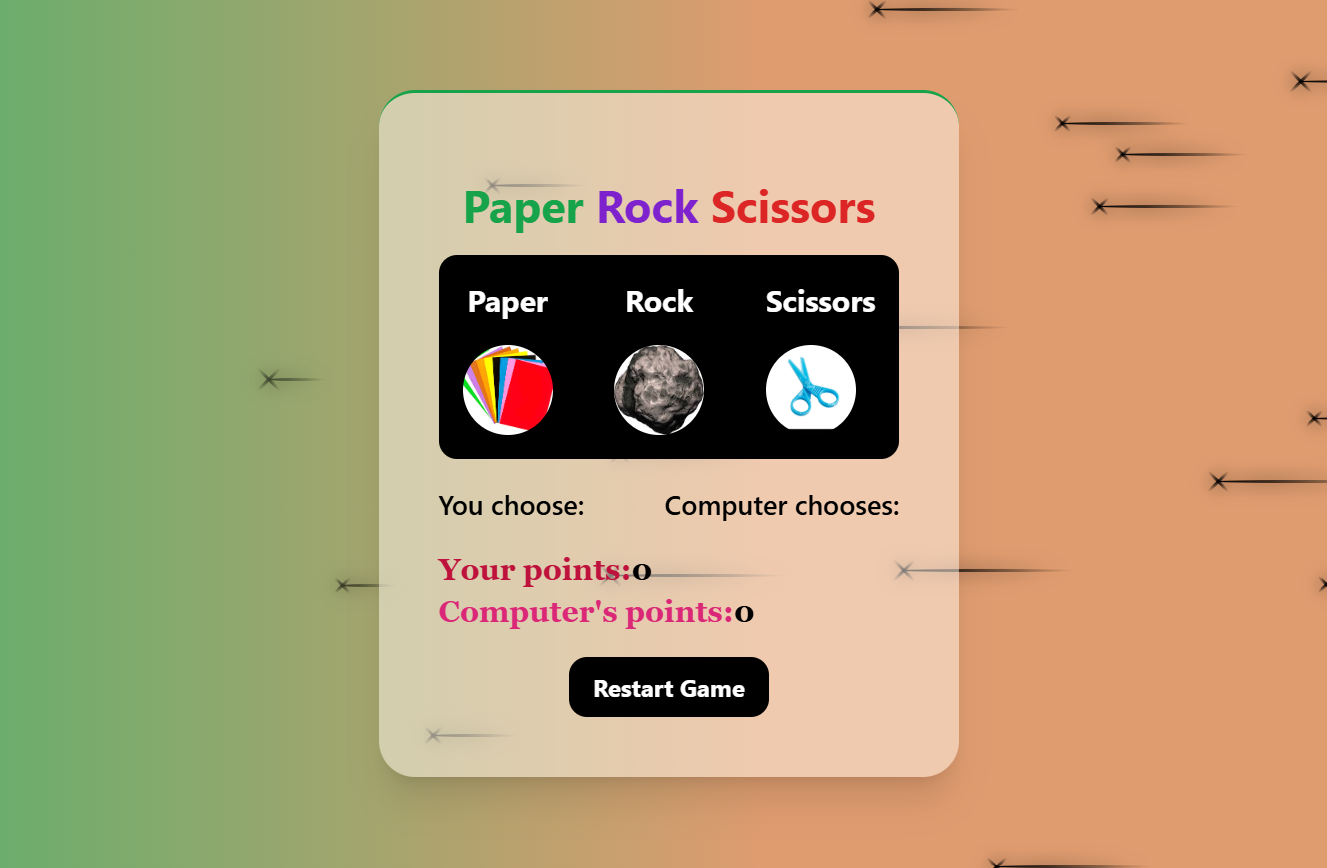 Paper Rock Scissors
Paper Rock Scissors
You choose: Computer chooses:
Your points:0
Computer's points:0
Restart Game